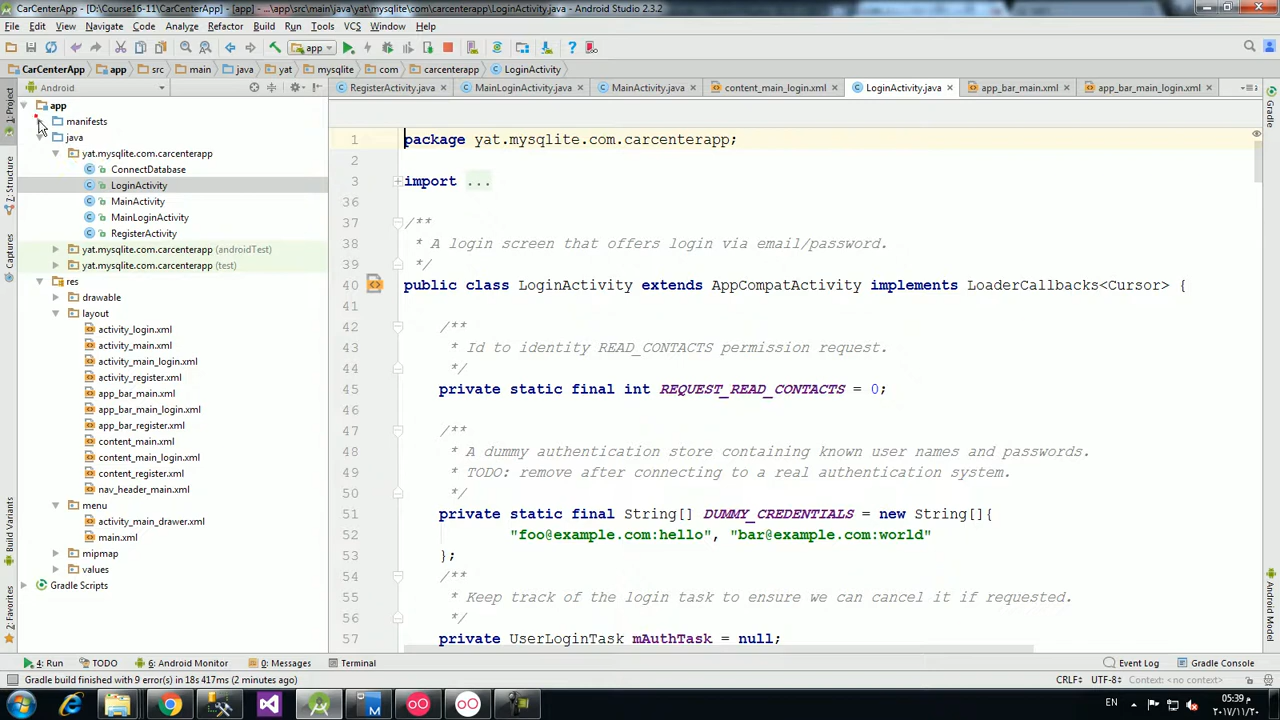 CarCenterApp - [D:\Course16-11\CarCenterApp] - [app] - ...\app\src\main\java\yat\mysqlite\com\carcenterapp\LoginActivity.java - Android Studio 2.3.2
File Edit View Navigate Code Analyze Refactor Build Run Tools VCS Window Help
app
CarCenterApp app src main java yat mysqlite com carcenterapp LoginActivity
Android
RegisterActivity.java MainLoginActivity.java MainActivity.java content_main_login.xml LoginActivity.java app_bar_main.xml app_bar_main_login.xml
1: Project
Z: Structure
Captures
Build Variants
2: Favorites
app
manifests
java
yat.mysqlite.com.carcenterapp
ConnectDatabase
LoginActivity
MainActivity
MainLoginActivity
RegisterActivity
yat.mysqlite.com.carcenterapp (androidTest)
yat.mysqlite.com.carcenterapp (test)
res
drawable
layout
activity_login.xml
activity_main.xml
activity_main_login.xml
activity_register.xml
app_bar_main.xml
app_bar_main_login.xml
app_bar_register.xml
content_main.xml
content_main_login.xml
content_register.xml
nav_header_main.xml
menu
activity_main_drawer.xml
main.xml
mipmap
values
Gradle Scripts
1 package yat.mysqlite.com.carcenterapp;
2
3 import ...
36
37 /**
38 * A login screen that offers login via email/password.
39 */
40 public class LoginActivity extends AppCompatActivity implements LoaderCallbacks<Cursor> {
41
42 /**
43 * Id to identity READ_CONTACTS permission request.
44 */
45 private static final int REQUEST_READ_CONTACTS = 0;
46
47 /**
48 * A dummy authentication store containing known user names and passwords.
49 * TODO: remove after connecting to a real authentication system.
50 */
51 private static final String[] DUMMY_CREDENTIALS = new String[]{
52 "foo@example.com:hello", "bar@example.com:world"
53 };
54 /**
55 * Keep track of the login task to ensure we can cancel it if requested.
56 */
57 private UserLoginTask mAuthTask = null;
Gradle
Android Model
4: Run TODO 6: Android Monitor 0: Messages Terminal Event Log Gradle Console
Gradle build finished with 9 error(s) in 18s 417ms (2 minutes ago) CRLF÷ UTF-8÷ Context: <no context>
EN
05:39 م
٢٠١٧/١١/٢٠